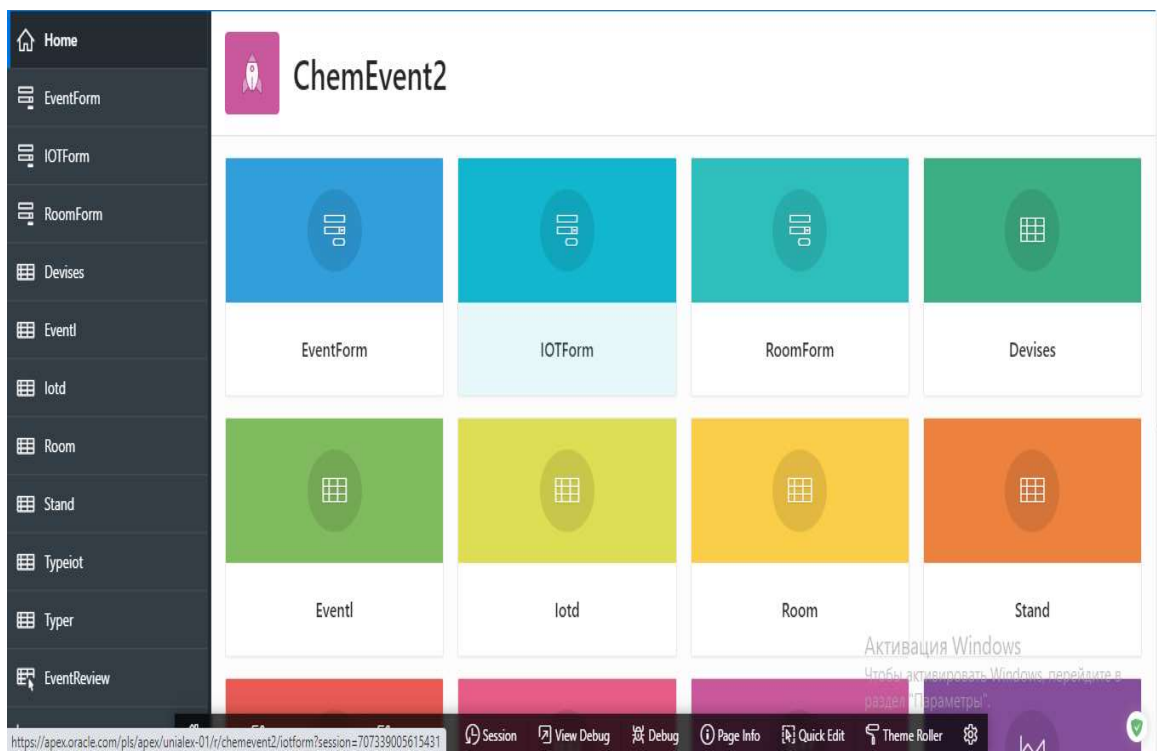 Home
EventForm
IOTForm
RoomForm
Devises
Eventl
Iotd
Room
Stand
Typeiot
Typer
EventReview
ChemEvent2
EventForm
IOTForm
RoomForm
Devises
Eventl
Iotd
Room
Stand
Активация Windows
Чтобы активировать Windows, перейдите в
раздел "Параметры".
https://apex.oracle.com/pls/apex/unialex-01/r/chemevent2/iotform?session=707339005615431
Session
View Debug
Debug
Page Info
Quick Edit
Theme Roller